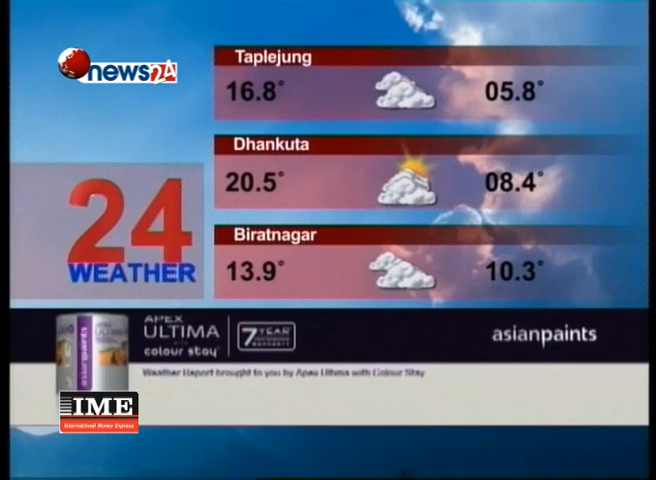 news24
Taplejung
16.8° 05.8°
Dhankuta
20.5° 08.4°
Biratnagar
13.9° 10.3°
24
WEATHER
asianpaints
APEX
ULTIMA
WITH
colour stay
7 YEAR
asianpaints
Weather Report brought to you by Apex Ultima with Colour Stay
IME
International Money Express